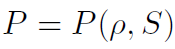 P = P(ρ, S)